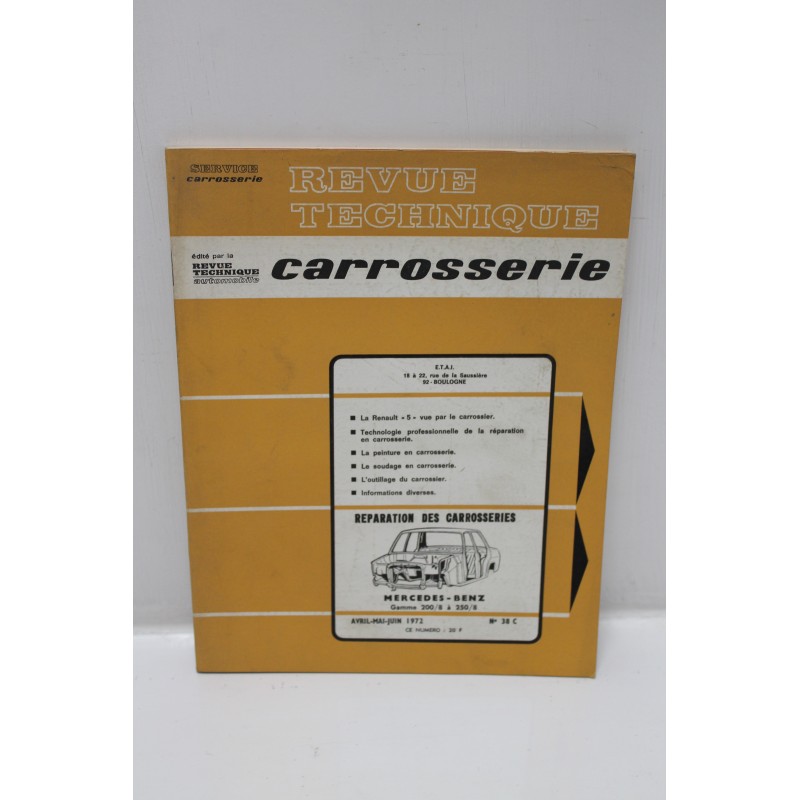 SERVICE
carrosserie
REVUE
TECHNIQUE
édité par la
REVUE
TECHNIQUE
automobile
carrosserie
E.T.A.I.
18 à 22, rue de la Saussière
92 - BOULOGNE
■ La Renault « 5 » vue par le carrossier.
■ Technologie professionnelle de la réparation
en carrosserie.
■ La peinture en carrosserie.
■ Le soudage en carrosserie.
■ L'outillage du carrossier.
■ Informations diverses.
REPARATION DES CARROSSERIES
MERCEDES-BENZ
Gamme 200/8 à 250/8
AVRIL-MAI-JUIN 1972 N° 38 C
CE NUMERO : 20 F